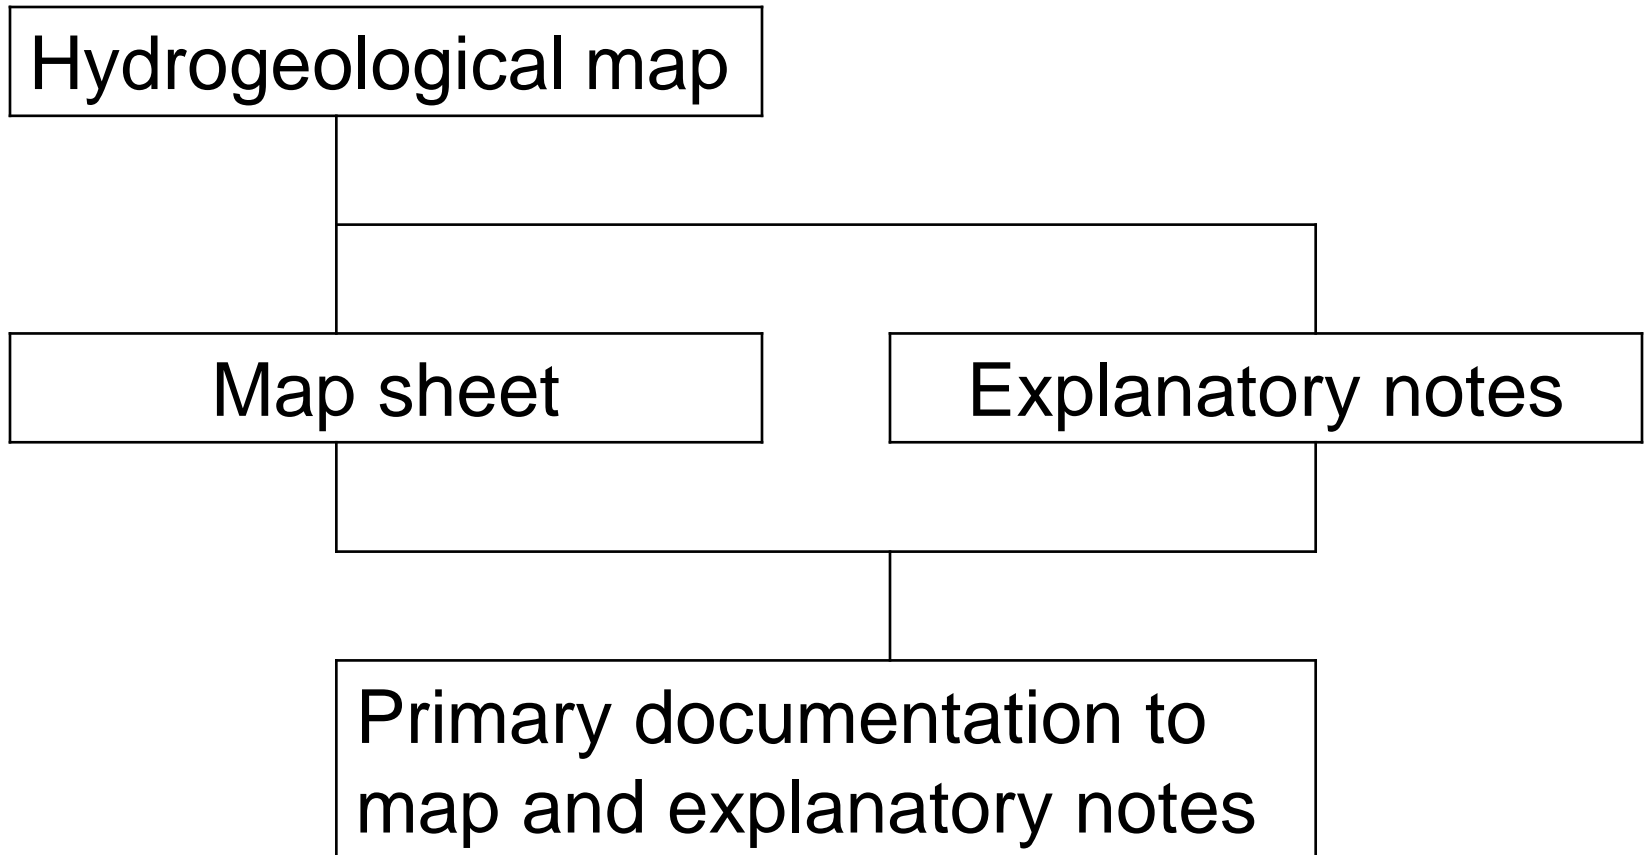 Hydrogeological map
Map sheet
Explanatory notes
Primary documentation to
map and explanatory notes